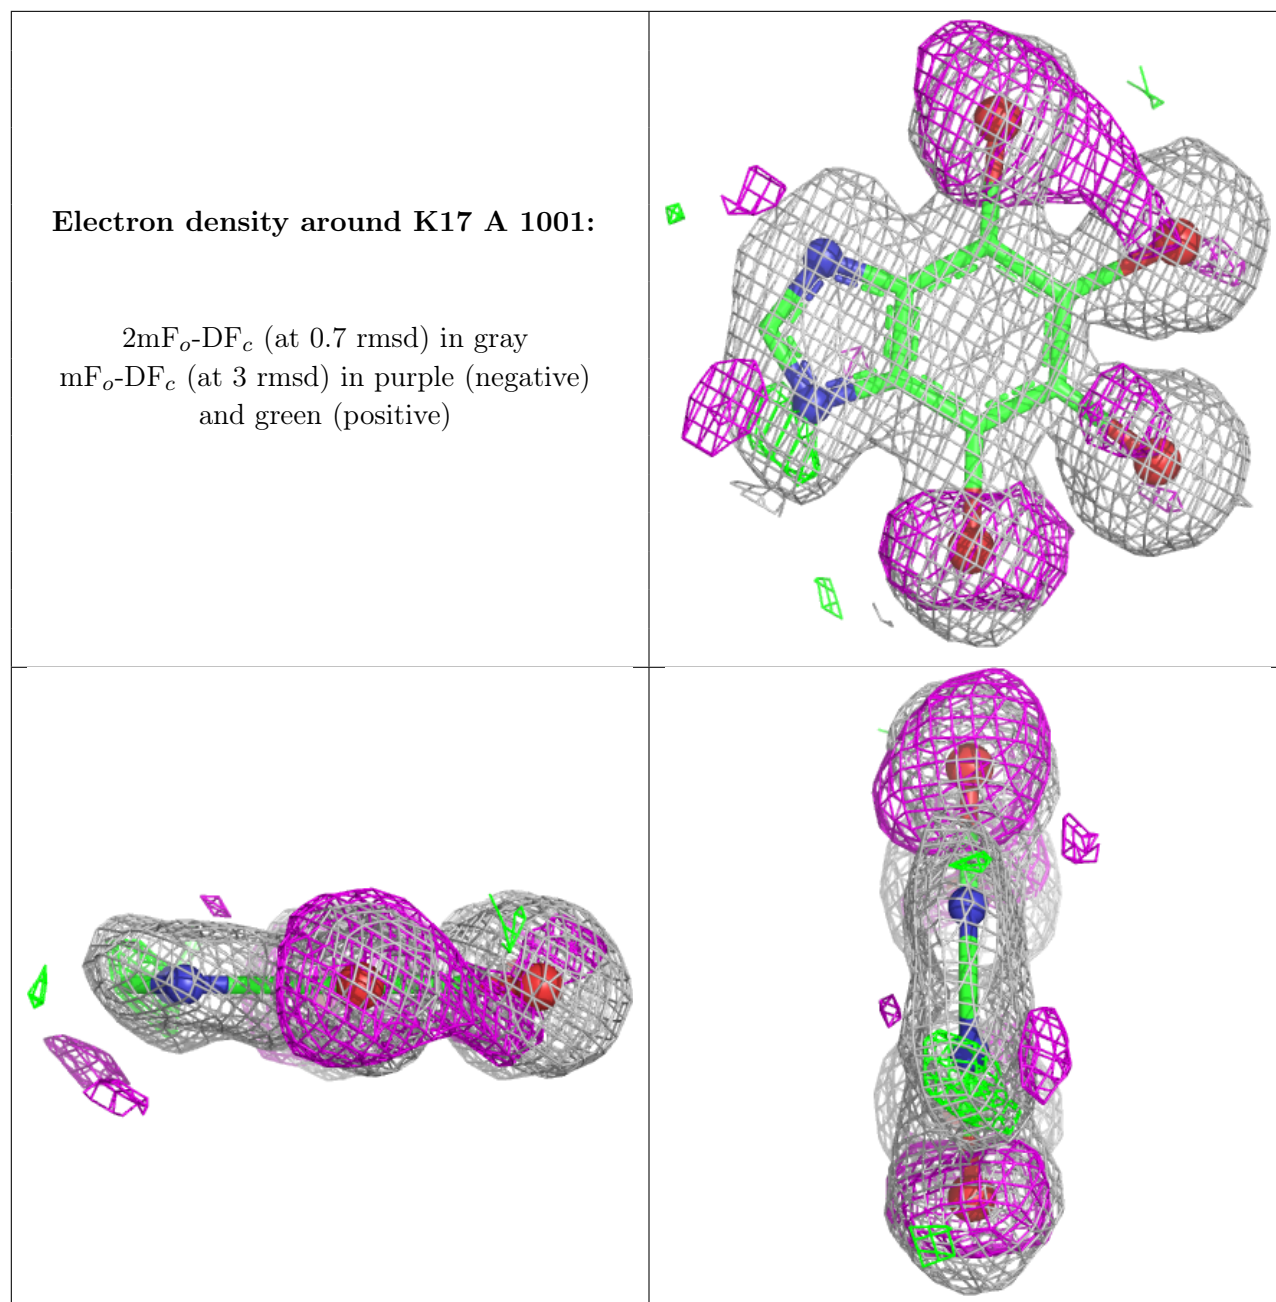 Electron density around K17 A 1001:
2mFₒ-DF𝑐 (at 0.7 rmsd) in gray
mFₒ-DF𝑐 (at 3 rmsd) in purple (negative)
and green (positive)